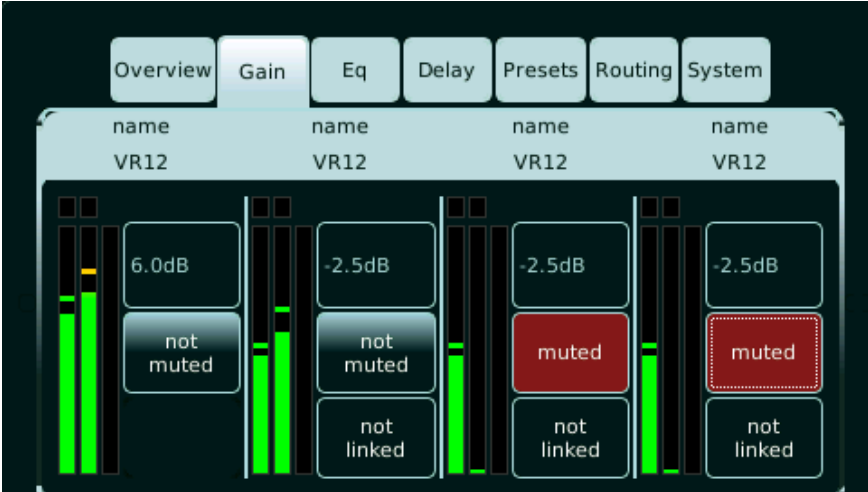 Overview Gain Eq Delay Presets Routing System
name name name name
VR12 VR12 VR12 VR12
6.0dB -2.5dB -2.5dB -2.5dB
not not muted muted
muted muted
not not not
linked linked linked